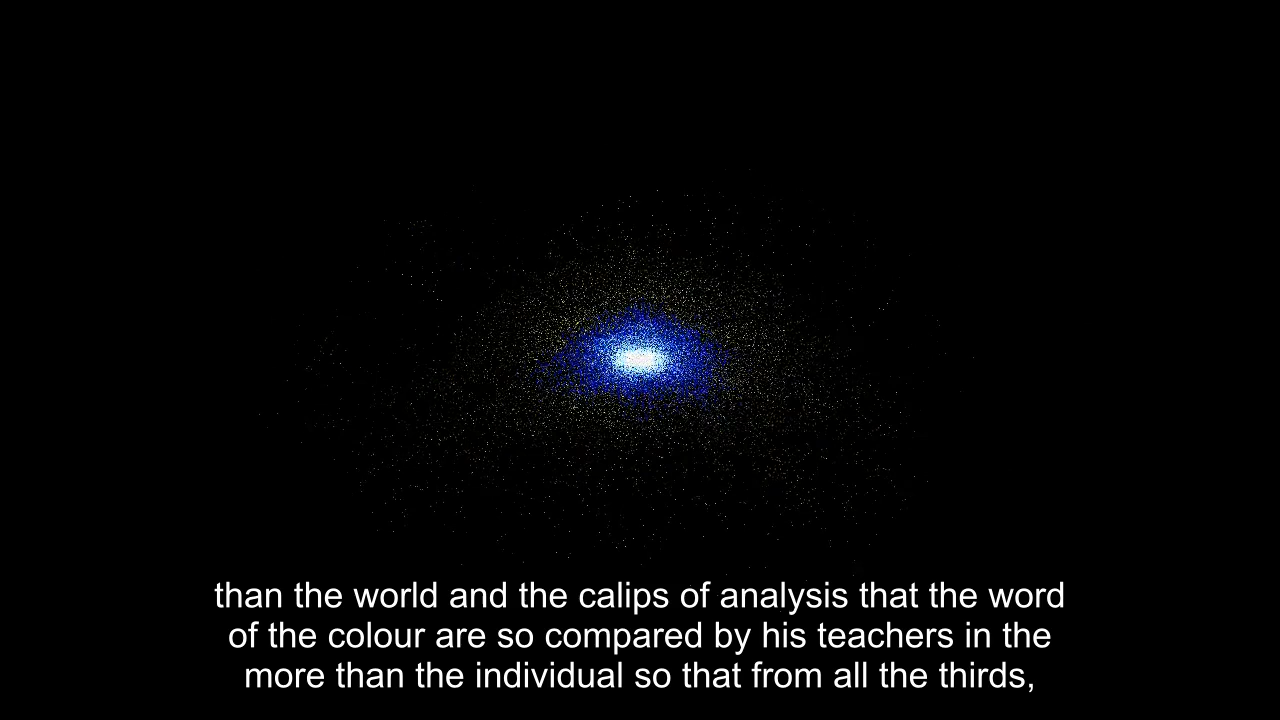 than the world and the calips of analysis that the word
of the colour are so compared by his teachers in the
more than the individual so that from all the thirds,